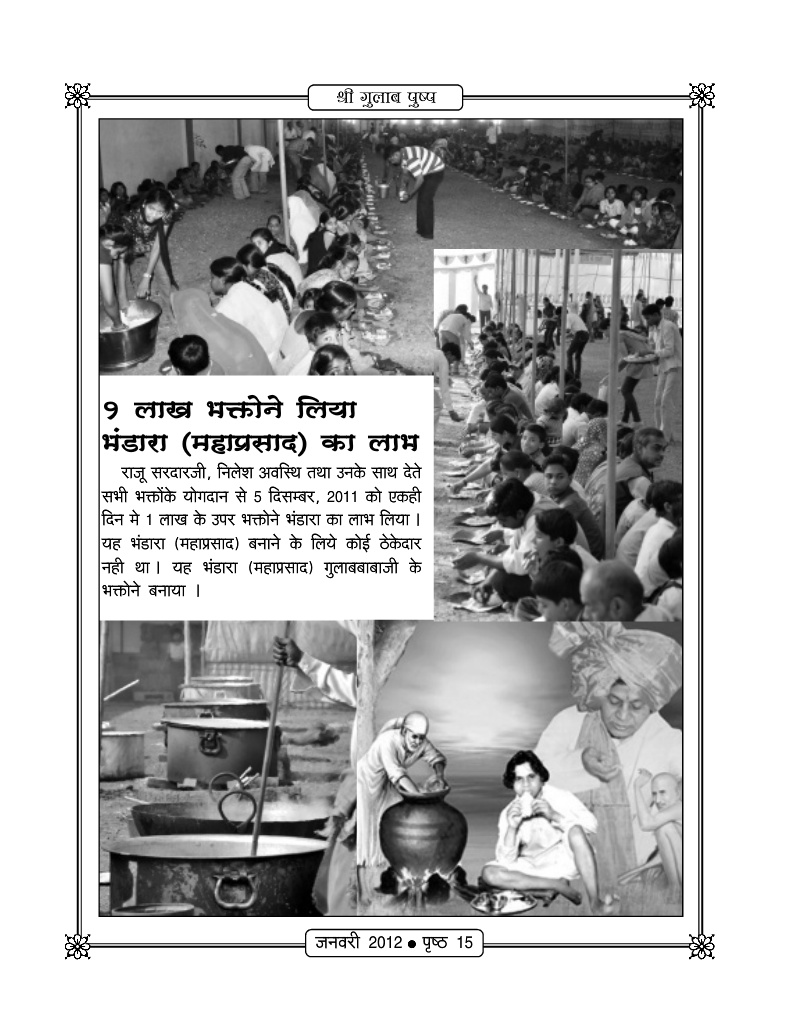 श्री गुलाब पुष्प
१ लाख भक्तोने लिया
भंडारा (महाप्रसाद) का लाभ
राजू सरदारजी, निलेश अवस्थि तथा उनके साथ देते
सभी भक्तोंके योगदान से 5 दिसम्बर, 2011 को एकही
दिन मे 1 लाख के उपर भक्तोने भंडारा का लाभ लिया ।
यह भंडारा (महाप्रसाद) बनाने के लिये कोई ठेकेदार
नही था । यह भंडारा (महाप्रसाद) गुलाबबाबाजी के
भक्तोने बनाया ।
जनवरी 2012 ● पृष्ठ 15